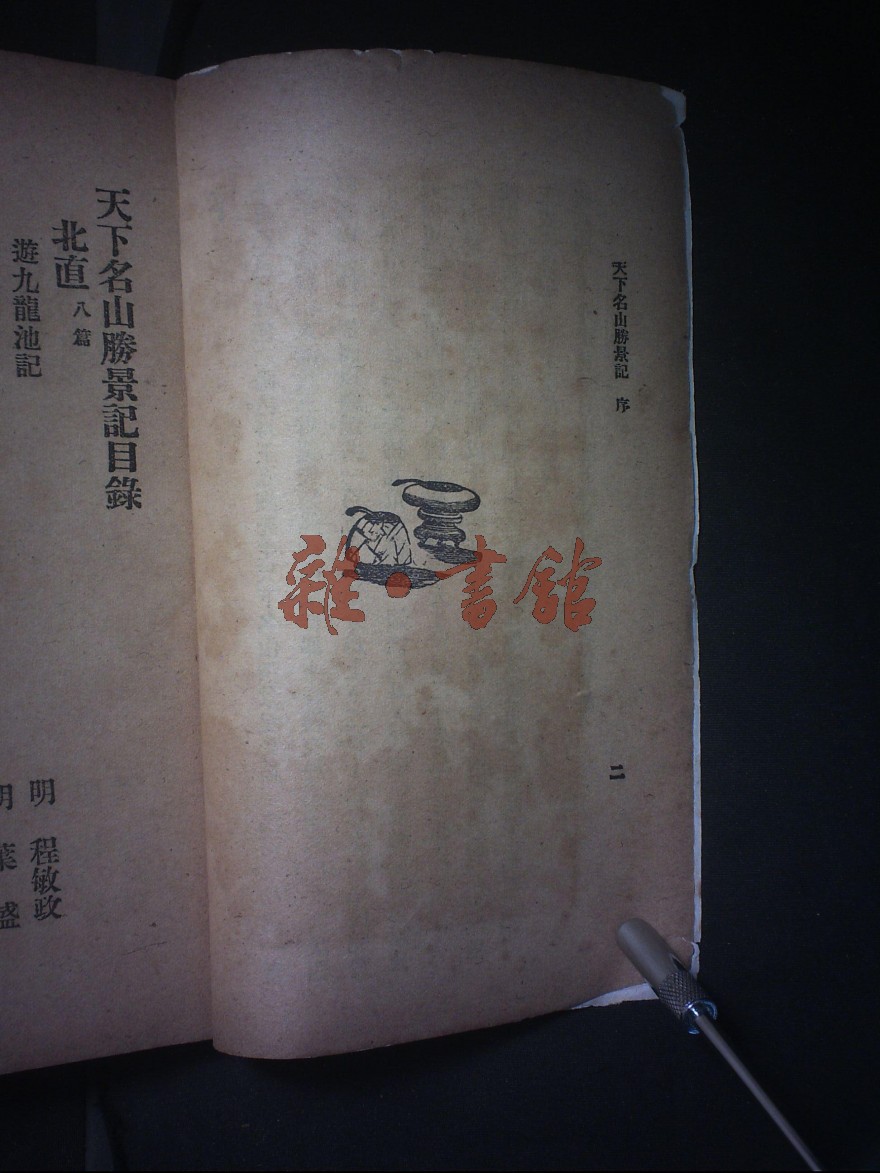 天下名山勝景記 序
二
雜·書館
天下名山勝景記目錄
北直 八篇
遊九龍池記
明 程敏政
明 葉盛